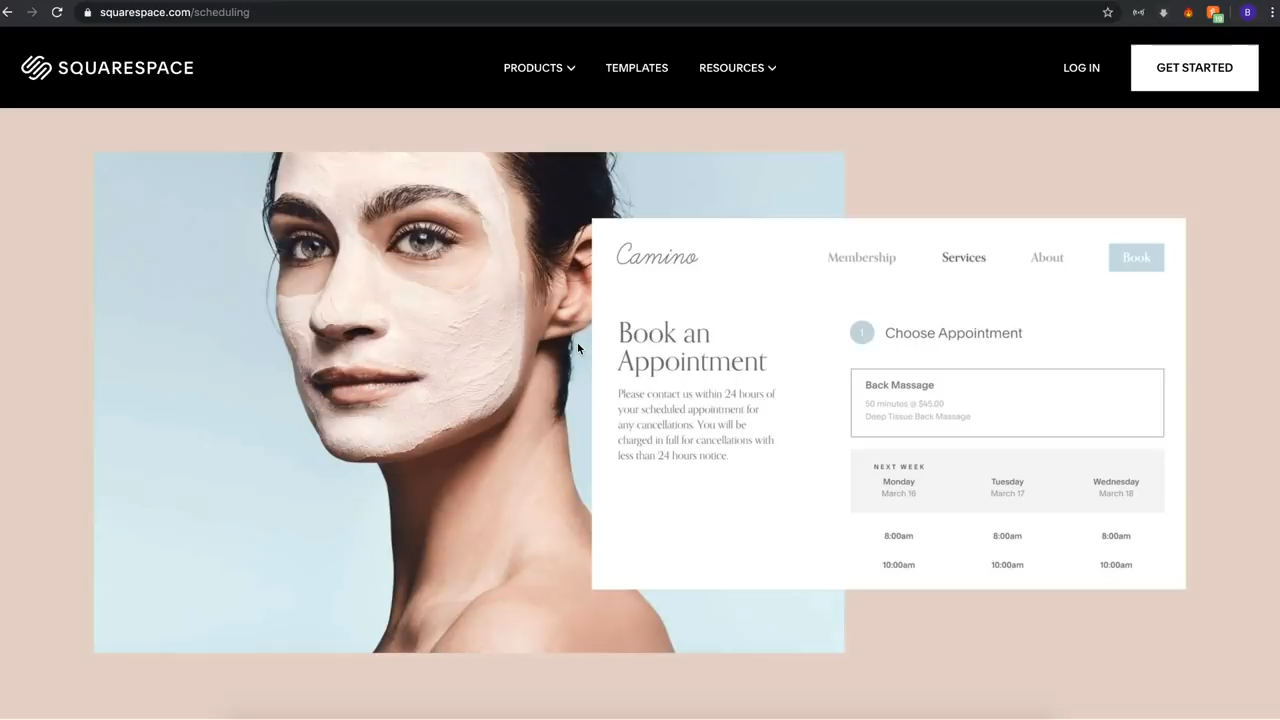 squarespace.com/scheduling
B
SQUARESPACE
PRODUCTS
TEMPLATES
RESOURCES
LOG IN
GET STARTED
Camino
Membership
Services
About
Book
Book an
Appointment
Please contact us within 24 hours of
your scheduled appointment for
any cancellations. You will be
charged in full for cancellations with
less than 24 hours notice.
1
Choose Appointment
Back Massage
50 minutes @ $45.00
Deep Tissue Back Massage
NEXT WEEK
Monday
Tuesday
Wednesday
March 16
March 17
March 18
8:00am
8:00am
8:00am
10:00am
10:00am
10:00am